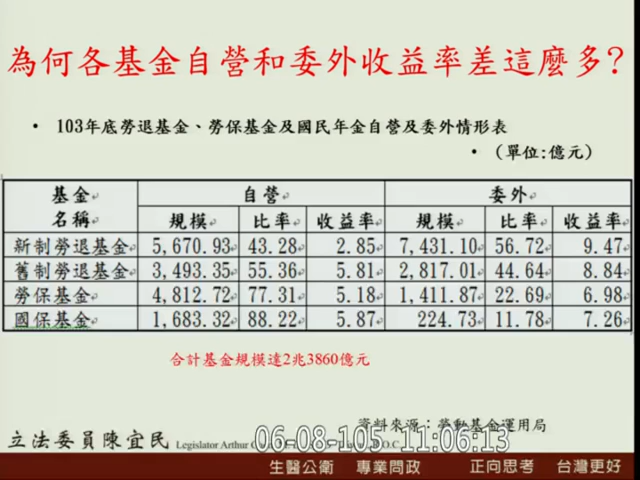 為何各基金自營和委外收益率差這麼多?
• 103年底勞退基金、勞保基金及國民年金自營及委外情形表
• (單位:億元)
基金名稱 自營 委外
規模 比率 收益率 規模 比率 收益率
新制勞退基金 5,670.93 43.28 2.85 7,431.10 56.72 9.47
舊制勞退基金 3,493.35 55.36 5.81 2,817.01 44.64 8.84
勞保基金 4,812.72 77.31 5.18 1,411.87 22.69 6.98
國保基金 1,683.32 88.22 5.87 224.73 11.78 7.26
合計基金規模達2兆3860億元
資料來源:勞動基金運用局
立法委員陳宜民 Legislator Arthur
06-08-105 11:06:13
生醫公衛 專業問政 正向思考 台灣更好